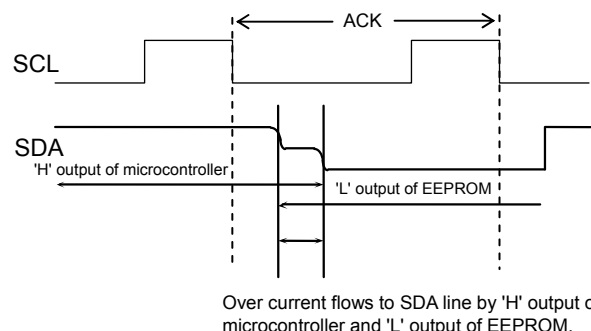 ACK
SCL
SDA
'H' output of microcontroller
'L' output of EEPROM
Over current flows to SDA line by 'H' output
microcontroller and 'L' output of EEPROM.